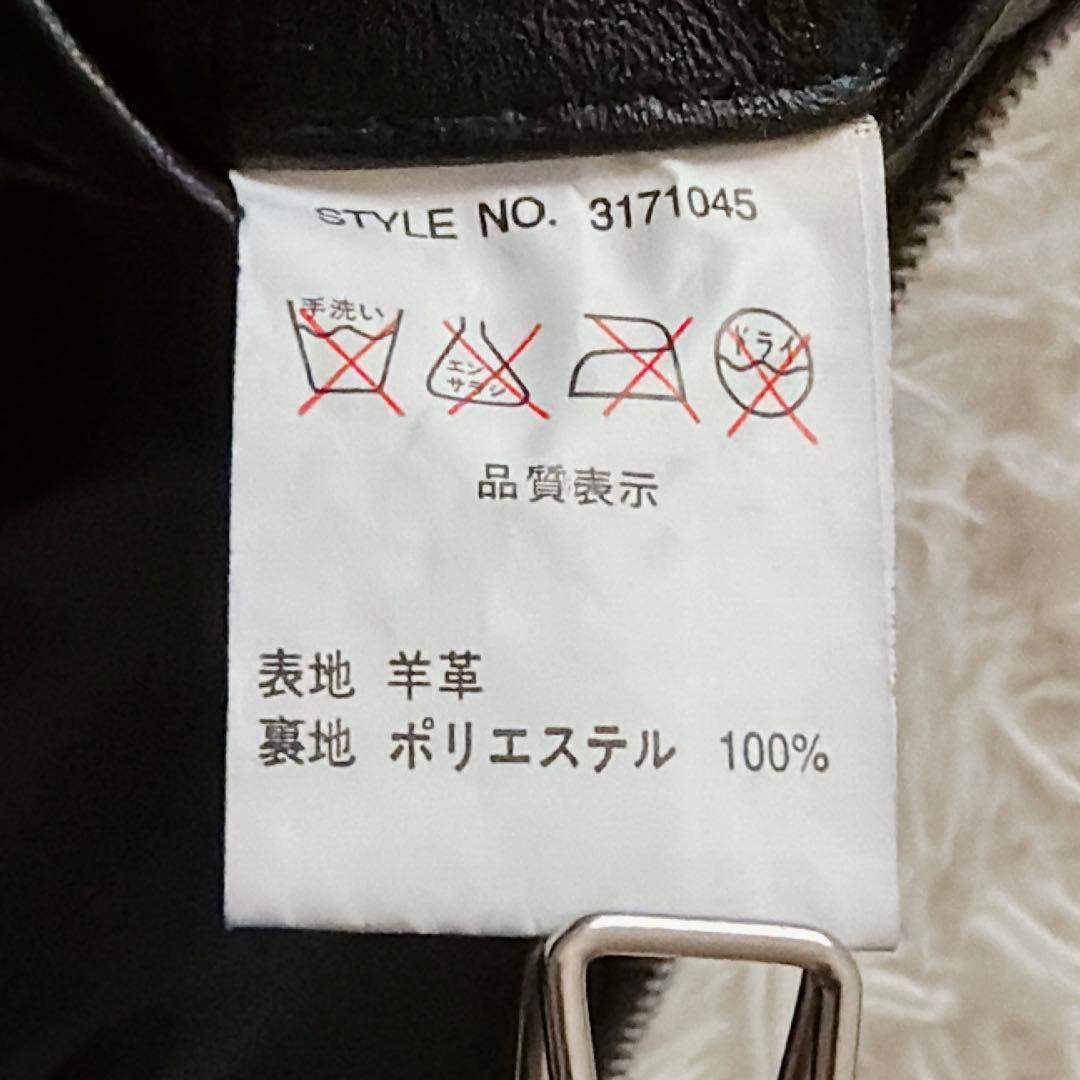 STYLE NO. 3171045
手洗い
エンソサラシ
ドライ
品質表示
表地 羊革
裏地 ポリエステル 100%